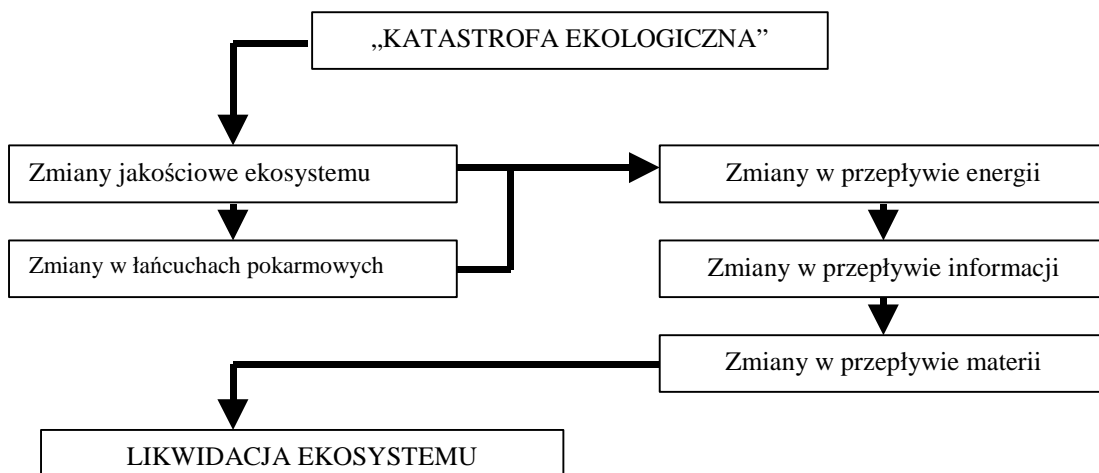 „KATASTROFA EKOLOGICZNA”
Zmiany jakościowe ekosystemu
Zmiany w przepływie energii
Zmiany w łańcuchach pokarmowych
Zmiany w przepływie informacji
Zmiany w przepływie materii
LIKWIDACJA EKOSYSTEMU